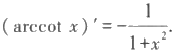 (arccot x)′ = −1/(1+x²).